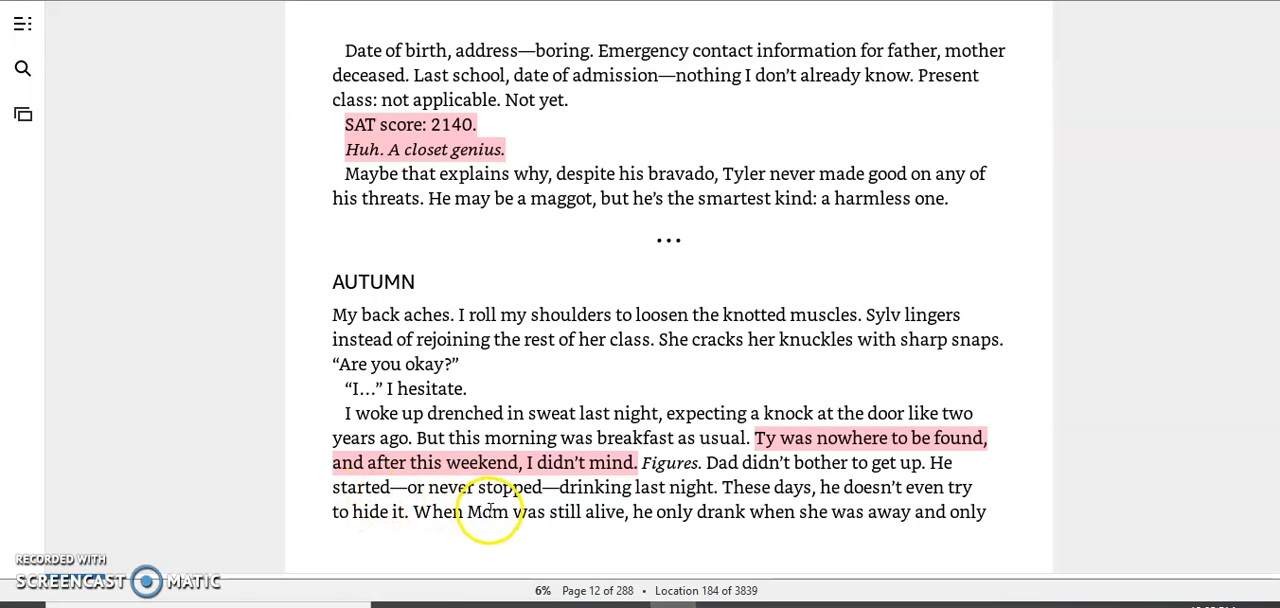 Date of birth, address—boring. Emergency contact information for father, mother
deceased. Last school, date of admission—nothing I don’t already know. Present
class: not applicable. Not yet.
SAT score: 2140.
Huh. A closet genius.
Maybe that explains why, despite his bravado, Tyler never made good on any of
his threats. He may be a maggot, but he’s the smartest kind: a harmless one.
•••
AUTUMN
My back aches. I roll my shoulders to loosen the knotted muscles. Sylv lingers
instead of rejoining the rest of her class. She cracks her knuckles with sharp snaps.
“Are you okay?”
“I…” I hesitate.
I woke up drenched in sweat last night, expecting a knock at the door like two
years ago. But this morning was breakfast as usual. Ty was nowhere to be found,
and after this weekend, I didn’t mind. Figures. Dad didn’t bother to get up. He
started—or never stopped—drinking last night. These days, he doesn’t even try
to hide it. When Mom was still alive, he only drank when she was away and only
RECORDED WITH
SCREENCAST MATIC
6% Page 12 of 288 • Location 184 of 3839